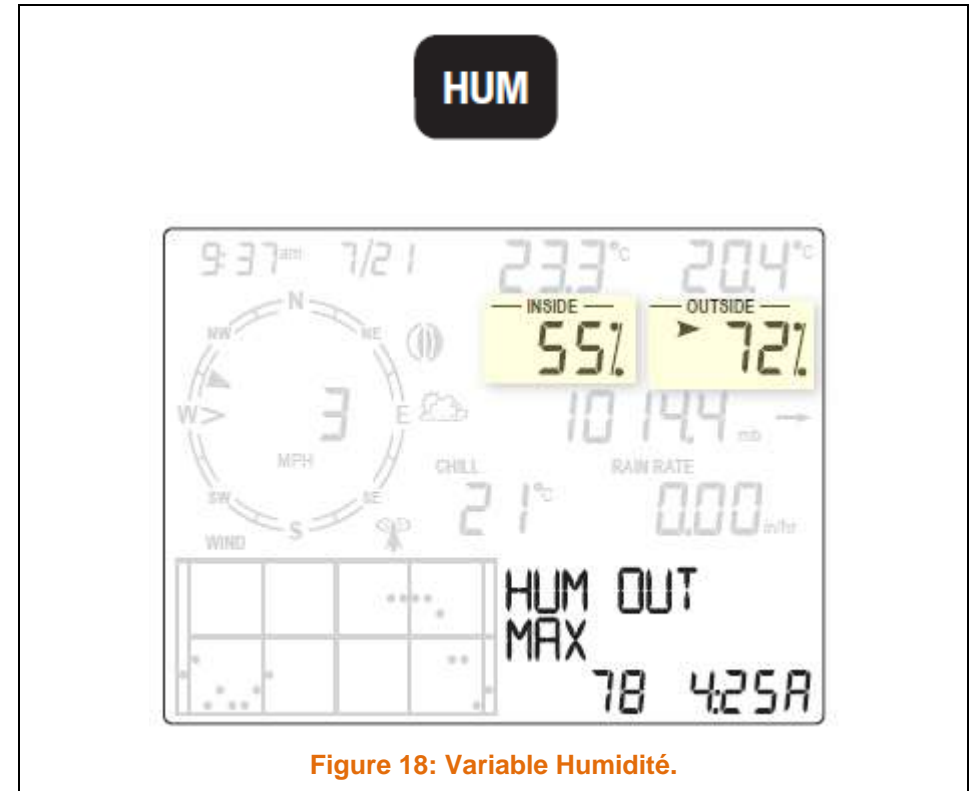 HUM
9:37am 7/21 23.3°C 20.4°C
INSIDE OUTSIDE
55% 72%
N
NW NE
W E
3
MPH
SW SE
S
WIND
1014.4 mb
CHILL RAIN RATE
21°C 0.00 in/hr
HUM OUT
MAX
78 4:25A
Figure 18: Variable Humidité.